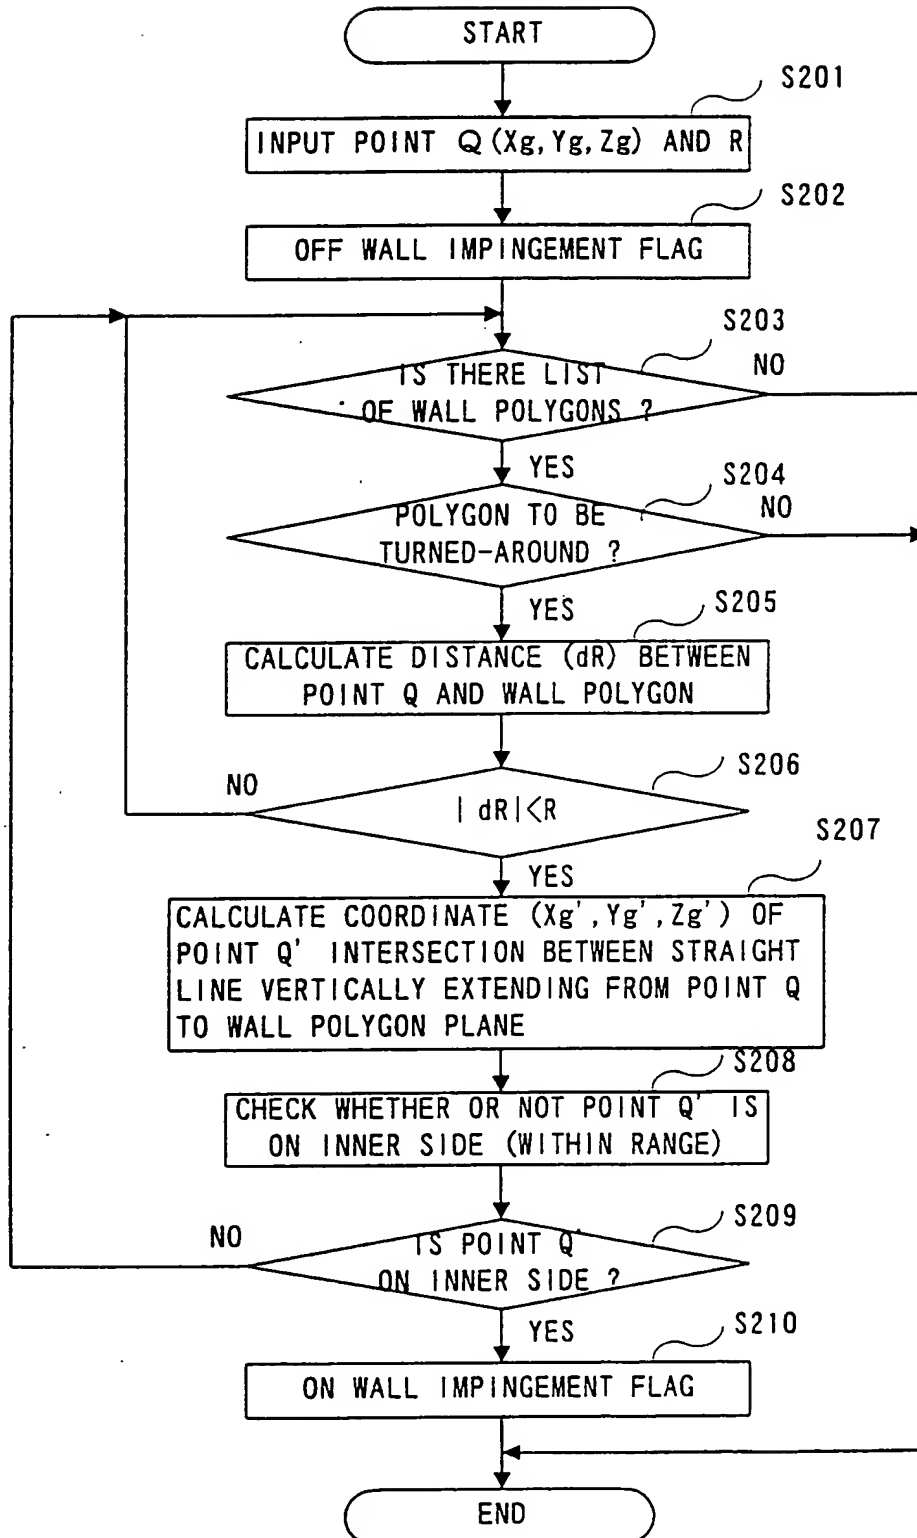 START
S201
INPUT POINT Q (Xg, Yg, Zg) AND R
S202
OFF WALL IMPINGEMENT FLAG
S203
IS THERE LIST
OF WALL POLYGONS ?
NO
YES
S204
POLYGON TO BE
TURNED-AROUND ?
NO
YES
S205
CALCULATE DISTANCE (dR) BETWEEN
POINT Q AND WALL POLYGON
S206
| dR|<R
NO
YES
S207
CALCULATE COORDINATE (Xg',Yg',Zg') OF
POINT Q' INTERSECTION BETWEEN STRAIGHT
LINE VERTICALLY EXTENDING FROM POINT Q
TO WALL POLYGON PLANE
S208
CHECK WHETHER OR NOT POINT Q' IS
ON INNER SIDE (WITHIN RANGE)
S209
IS POINT Q'
ON INNER SIDE ?
NO
YES
S210
ON WALL IMPINGEMENT FLAG
END